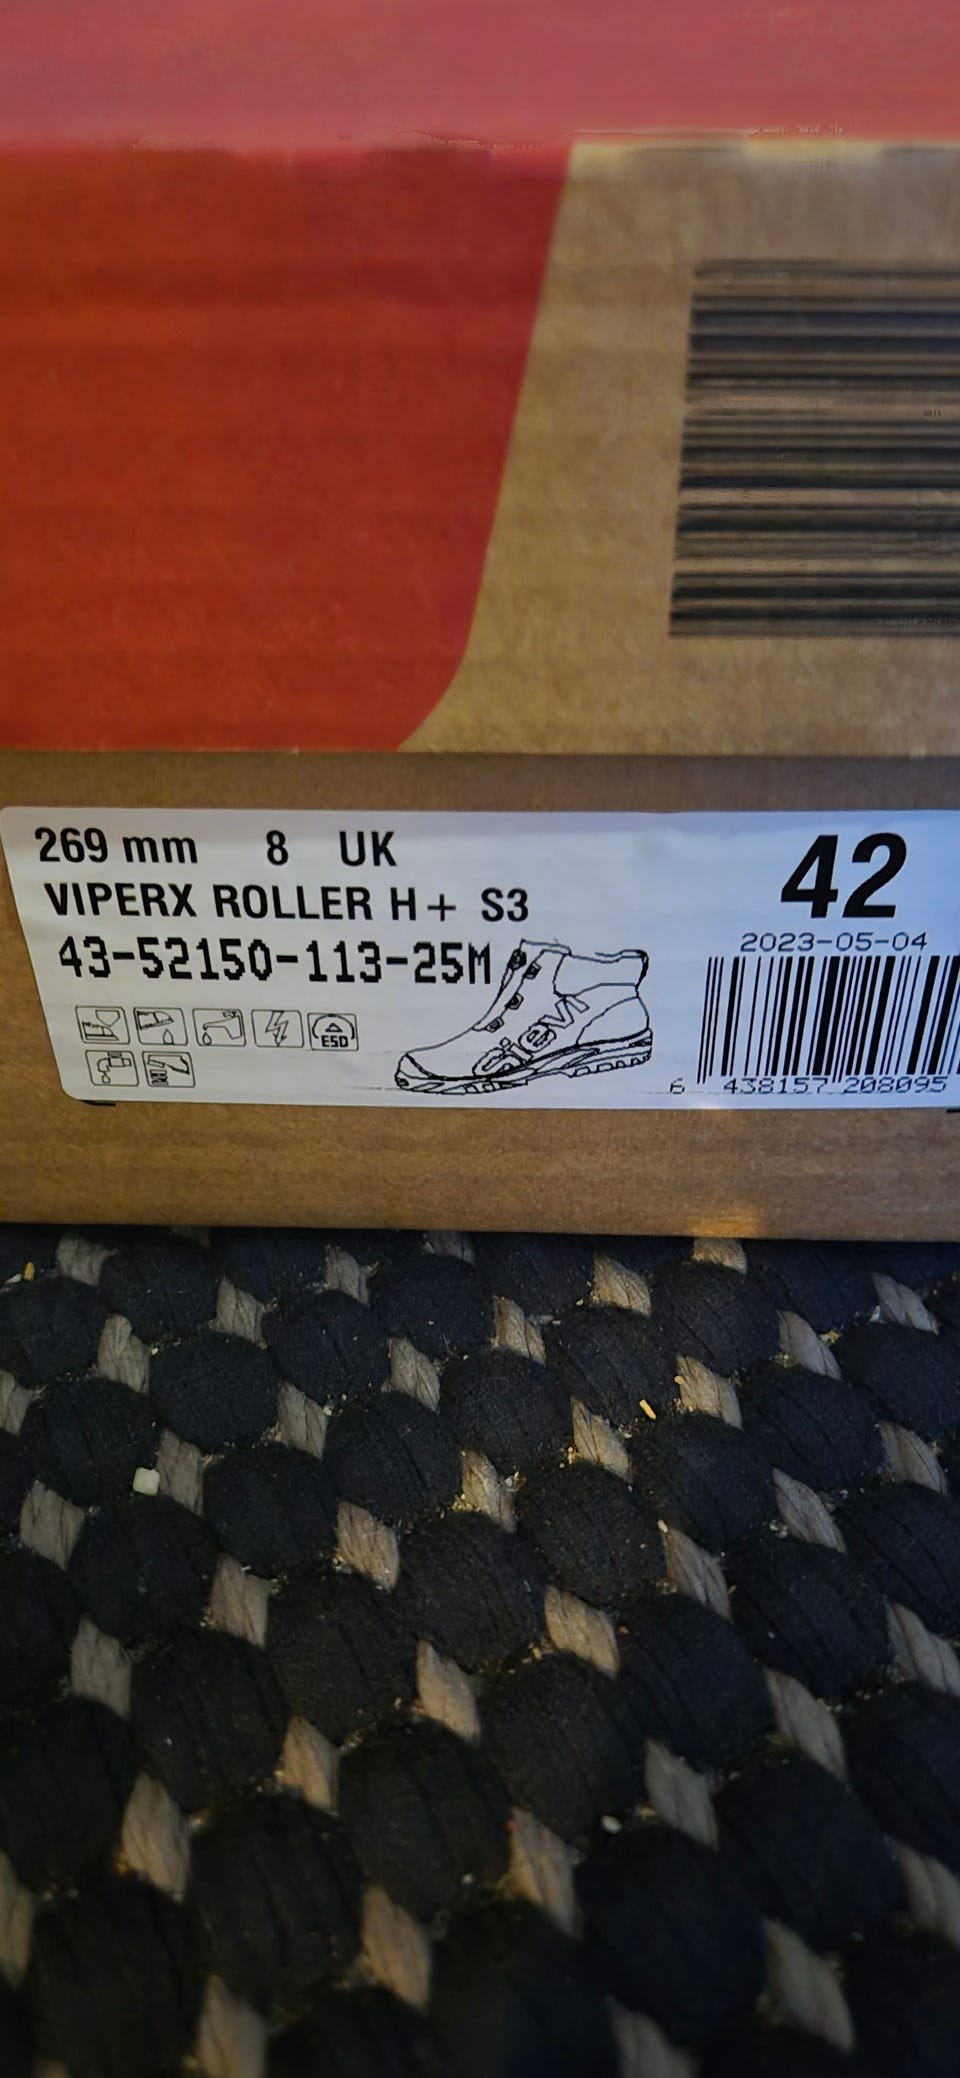 269 mm 8 UK
VIPERX ROLLER H+ S3
43-52150-113-25M
ESD
sievi
42
2023-05-04
6 438157 208095